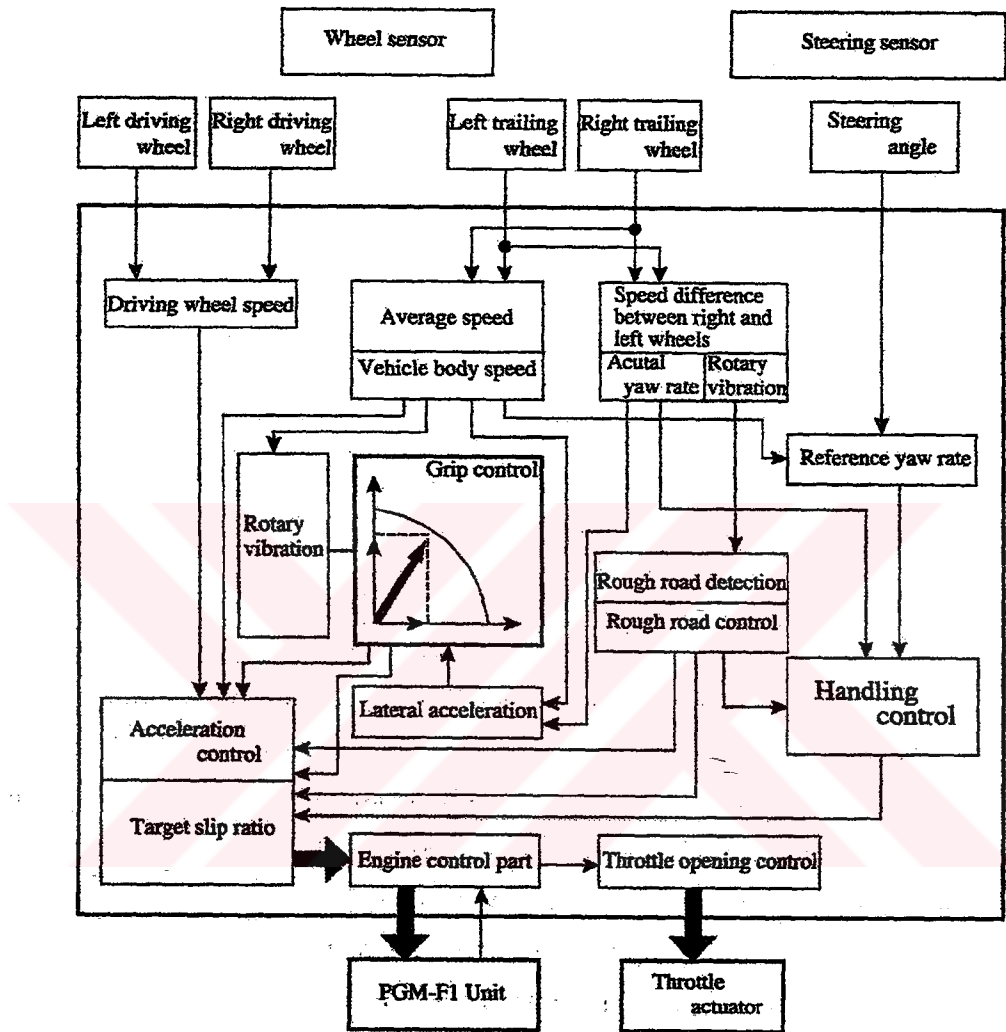 Wheel sensor
Steering sensor
Left driving
wheel
Right driving
wheel
Left trailing
wheel
Right trailing
wheel
Steering
angle
Driving wheel speed
Average speed
Vehicle body speed
Speed difference
between right and
left wheels
Acutal
yaw rate
Rotary
vibration
Reference yaw rate
Rotary
vibration
Grip control
Rough road detection
Rough road control
Lateral acceleration
Handling
control
Acceleration
control
Target slip ratio
Engine control part
Throttle opening control
PGM-F1 Unit
Throttle
actuator